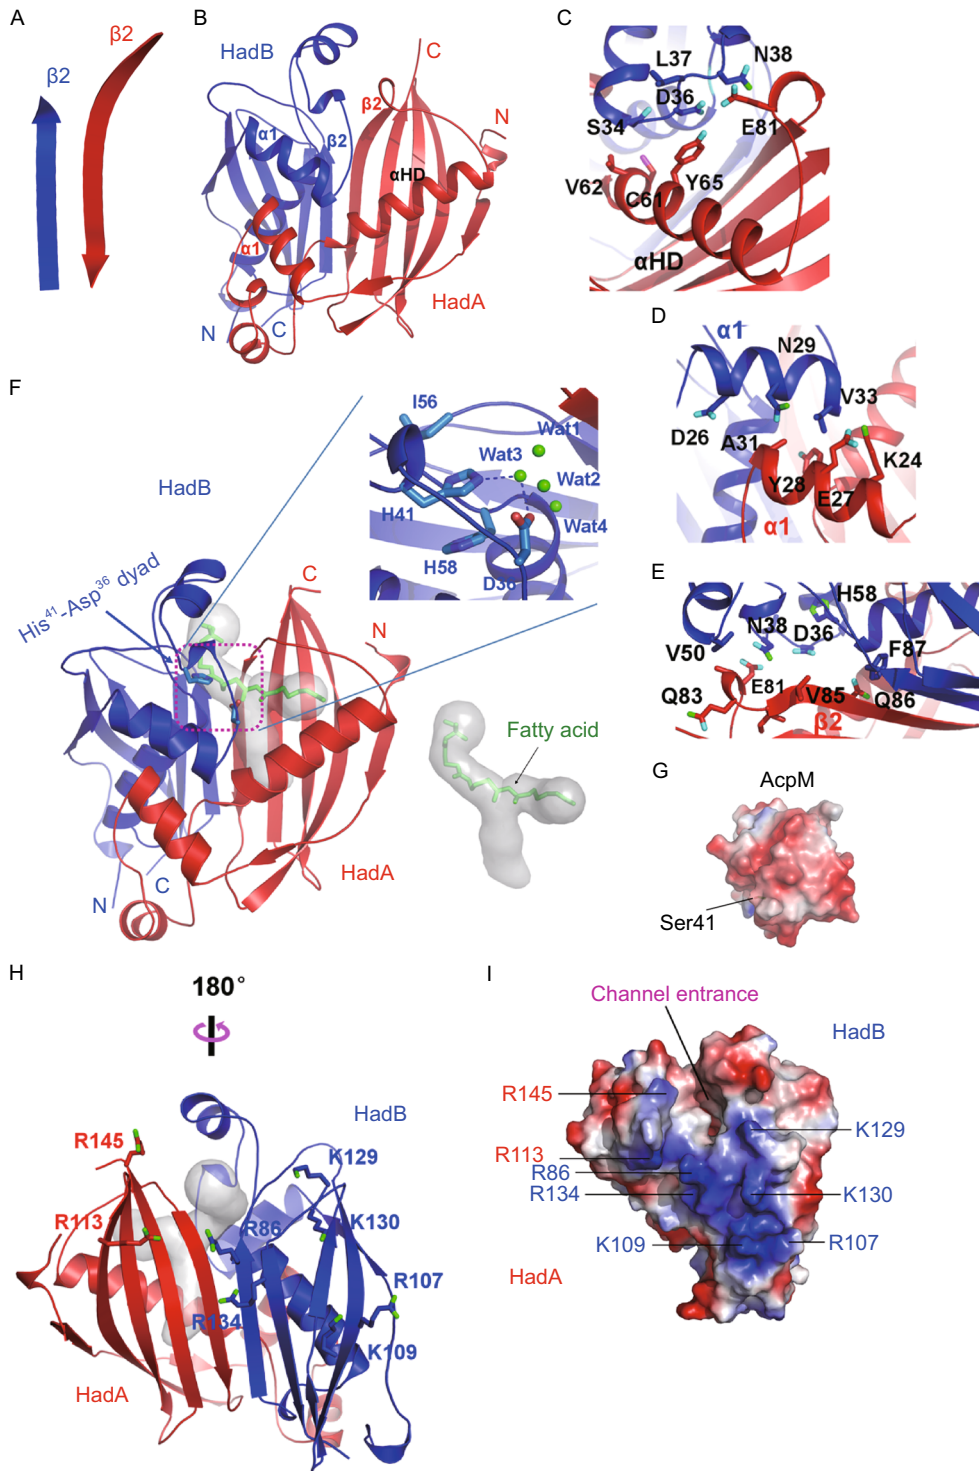 A
β2
β2
B
HadB
C
N
β2
α1
β2
αHD
α1
HadA
N
C
C
L37
N38
D36
S34
E81
V62
C61
Y65
αHD
D
α1
N29
V33
D26
A31
K24
Y28
E27
α1
E
H58
N38
D36
V50
F87
E81
Q83
V85
Q86
β2
F
I56
Wat1
Wat3
Wat2
H41
Wat4
H58
D36
HadB
His41-Asp36 dyad
C
N
Fatty acid
HadA
C
N
G
AcpM
Ser41
H
180°
HadB
R145
K129
R113
R86
K130
R107
R134
K109
HadA
I
Channel entrance
HadB
R145
K129
R113
R86
R134
K130
K109
R107
HadA